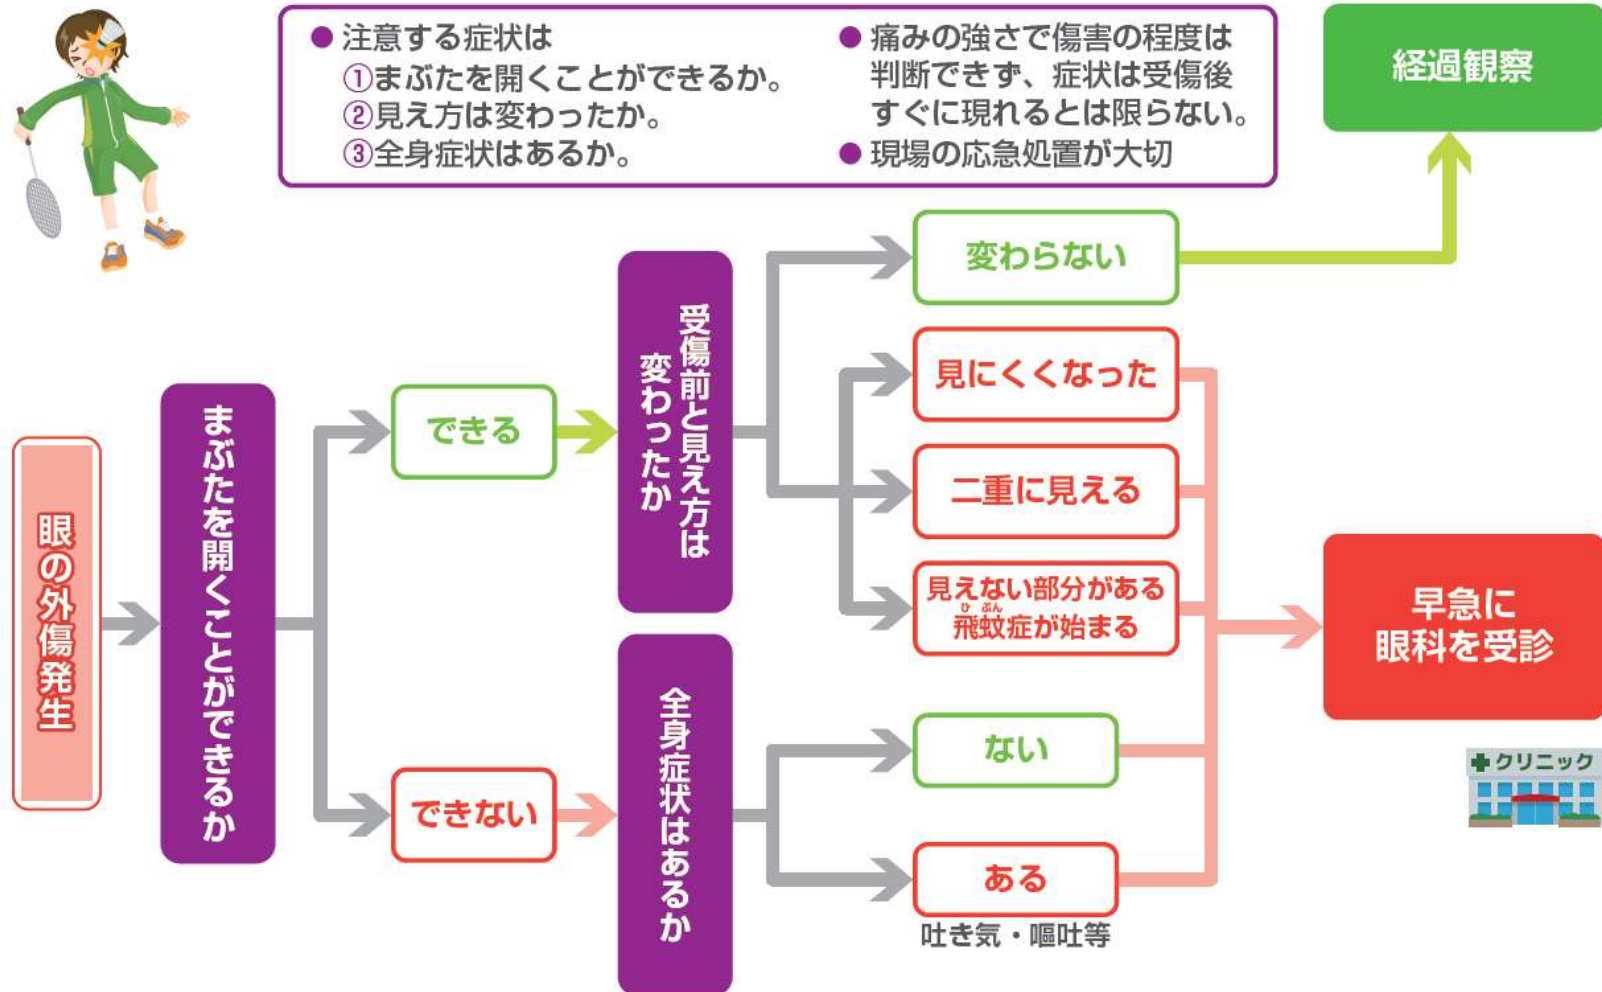 ● 注意する症状は
①まぶたを開くことができるか。
②見え方は変わったか。
③全身症状はあるか。
● 痛みの強さで傷害の程度は
判断できず、症状は受傷後
すぐに現れるとは限らない。
● 現場の応急処置が大切
経過観察
眼の外傷発生
まぶたを開くことができるか
できる
できない
受傷前と見え方は
変わったか
全身症状はあるか
変わらない
見にくくなった
二重に見える
見えない部分がある
ひ ぶん
飛蚊症が始まる
ない
ある
吐き気・嘔吐等
早急に
眼科を受診
クリニック